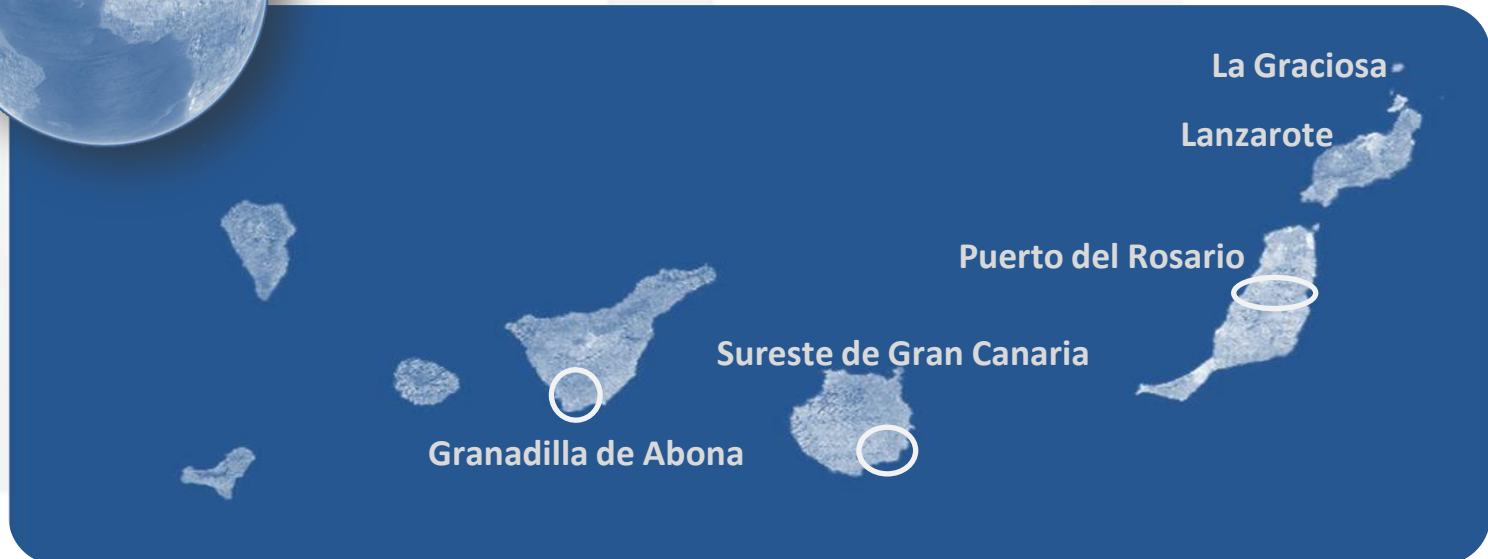 La Graciosa
Lanzarote
Puerto del Rosario
Sureste de Gran Canaria
Granadilla de Abona